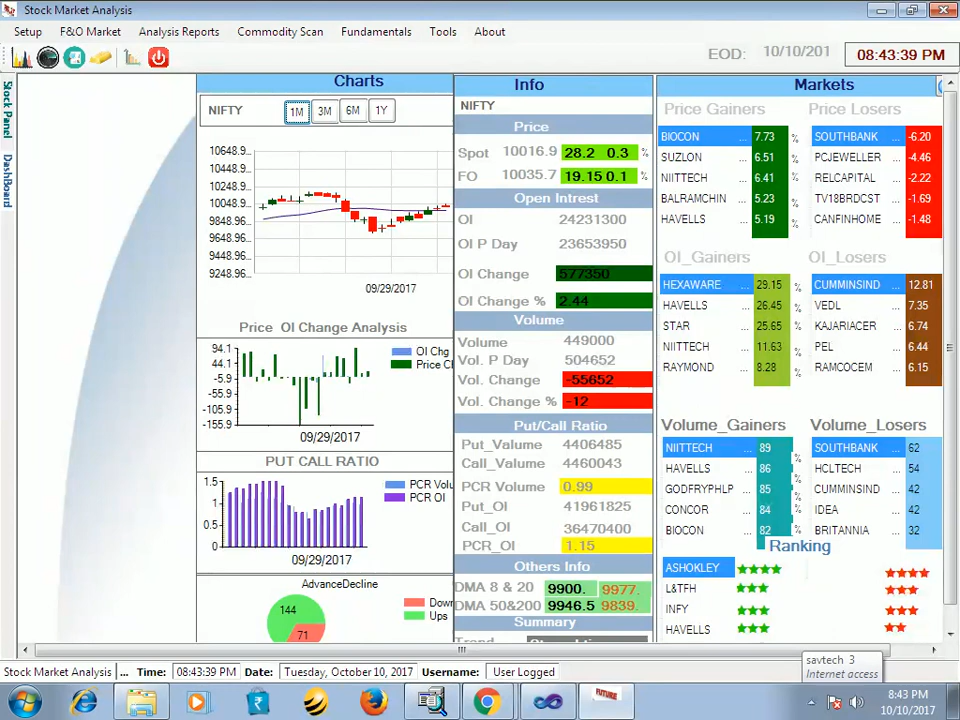 Stock Market Analysis
Setup F&O Market Analysis Reports Commodity Scan Fundamentals Tools About
EOD: 10/10/201 08:43:39 PM
Stock Panel
DashBoard
Charts
NIFTY 1M 3M 6M 1Y
10648.9...
10448.9...
10248.9...
10048.9...
9848.96...
9648.96...
9448.96...
9248.96...
09/29/2017
Price OI Change Analysis
94.1
44.1
-5.9
-55.9
-105.9
-155.9
OI Chg
Price Cl
09/29/2017
PUT CALL RATIO
1.5
1
0.5
0
PCR Volu
PCR OI
09/29/2017
AdvanceDecline
144
71
Down
Ups
Info
NIFTY
Price
Spot 10016.9 28.2 0.3 %
FO 10035.7 19.15 0.1 %
Open Intrest
OI 24231300
OI P Day 23653950
OI Change 577350
OI Change % 2.44
Volume
Volume 449000
Vol. P Day 504652
Vol. Change -55652
Vol. Change % -12
Put/Call Ratio
Put_Valume 4406485
Call_Valume 4460043
PCR Volume 0.99
Put_OI 41961825
Call_OI 36470400
PCR_OI 1.15
Others Info
DMA 8 & 20 9900. 9977.
DMA 50&200 9946.5 9839.
Summary
Markets
Price Gainers
BIOCON ... 7.73 %
SUZLON ... 6.51 %
NIITTECH ... 6.41 %
BALRAMCHIN ... 5.23 %
HAVELLS ... 5.19 %
Price Losers
SOUTHBANK ... -6.20
PCJEWELLER ... -4.46
RELCAPITAL ... -2.22
TV18BRDCST ... -1.69
CANFINHOME ... -1.48
OI_Gainers
HEXAWARE ... 29.15 %
HAVELLS ... 26.45 %
STAR ... 25.65 %
NIITTECH ... 11.63 %
RAYMOND ... 8.28 %
OI_Losers
CUMMINSIND ... 12.81
VEDL ... 7.35
KAJARIACER ... 6.74
PEL ... 6.44
RAMCOCEM ... 6.15
Volume_Gainers
NIITTECH ... 89 %
HAVELLS ... 86 %
GODFRYPHLP ... 85 %
CONCOR ... 84 %
BIOCON ... 82 %
Volume_Losers
SOUTHBANK ... 62
HCLTECH ... 54
CUMMINSIND ... 42
IDEA ... 42
BRITANNIA ... 32
Ranking
ASHOKLEY
L&TFH
INFY
HAVELLS
savtech 3
Internet access
Stock Market Analysis ... Time: 08:43:39 PM Date: Tuesday, October 10, 2017 Username: User Logged
FUTURE
8:43 PM
10/10/2017